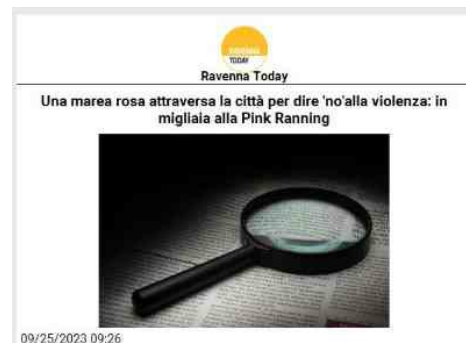 TODAY
Ravenna Today
Una marea rosa attraversa la città per dire 'no'alla violenza: in
migliaia alla Pink Ranning
09/25/2023 09:26